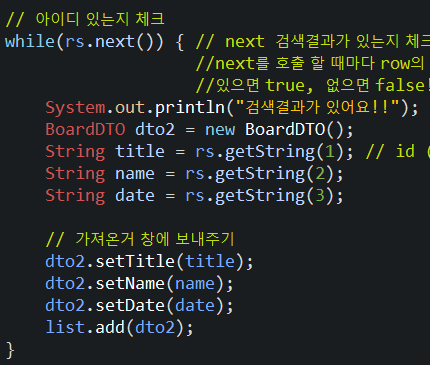 // 아이디 있는지 체크
while(rs.next()) { // next 검색결과가 있는지 체크
//next를 호출 할 때마다 row의
//있으면 true, 없으면 false!
System.out.println("검색결과가 있어요!!");
BoardDTO dto2 = new BoardDTO();
String title = rs.getString(1); // id (
String name = rs.getString(2);
String date = rs.getString(3);
// 가져온거 창에 보내주기
dto2.setTitle(title);
dto2.setName(name);
dto2.setDate(date);
list.add(dto2);
}